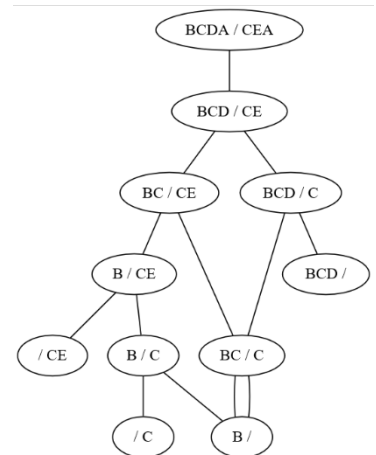 BCDA / CEA
BCD / CE
BC / CE
BCD / C
B / CE
BCD /
/ CE
B / C
BC / C
/ C
B /